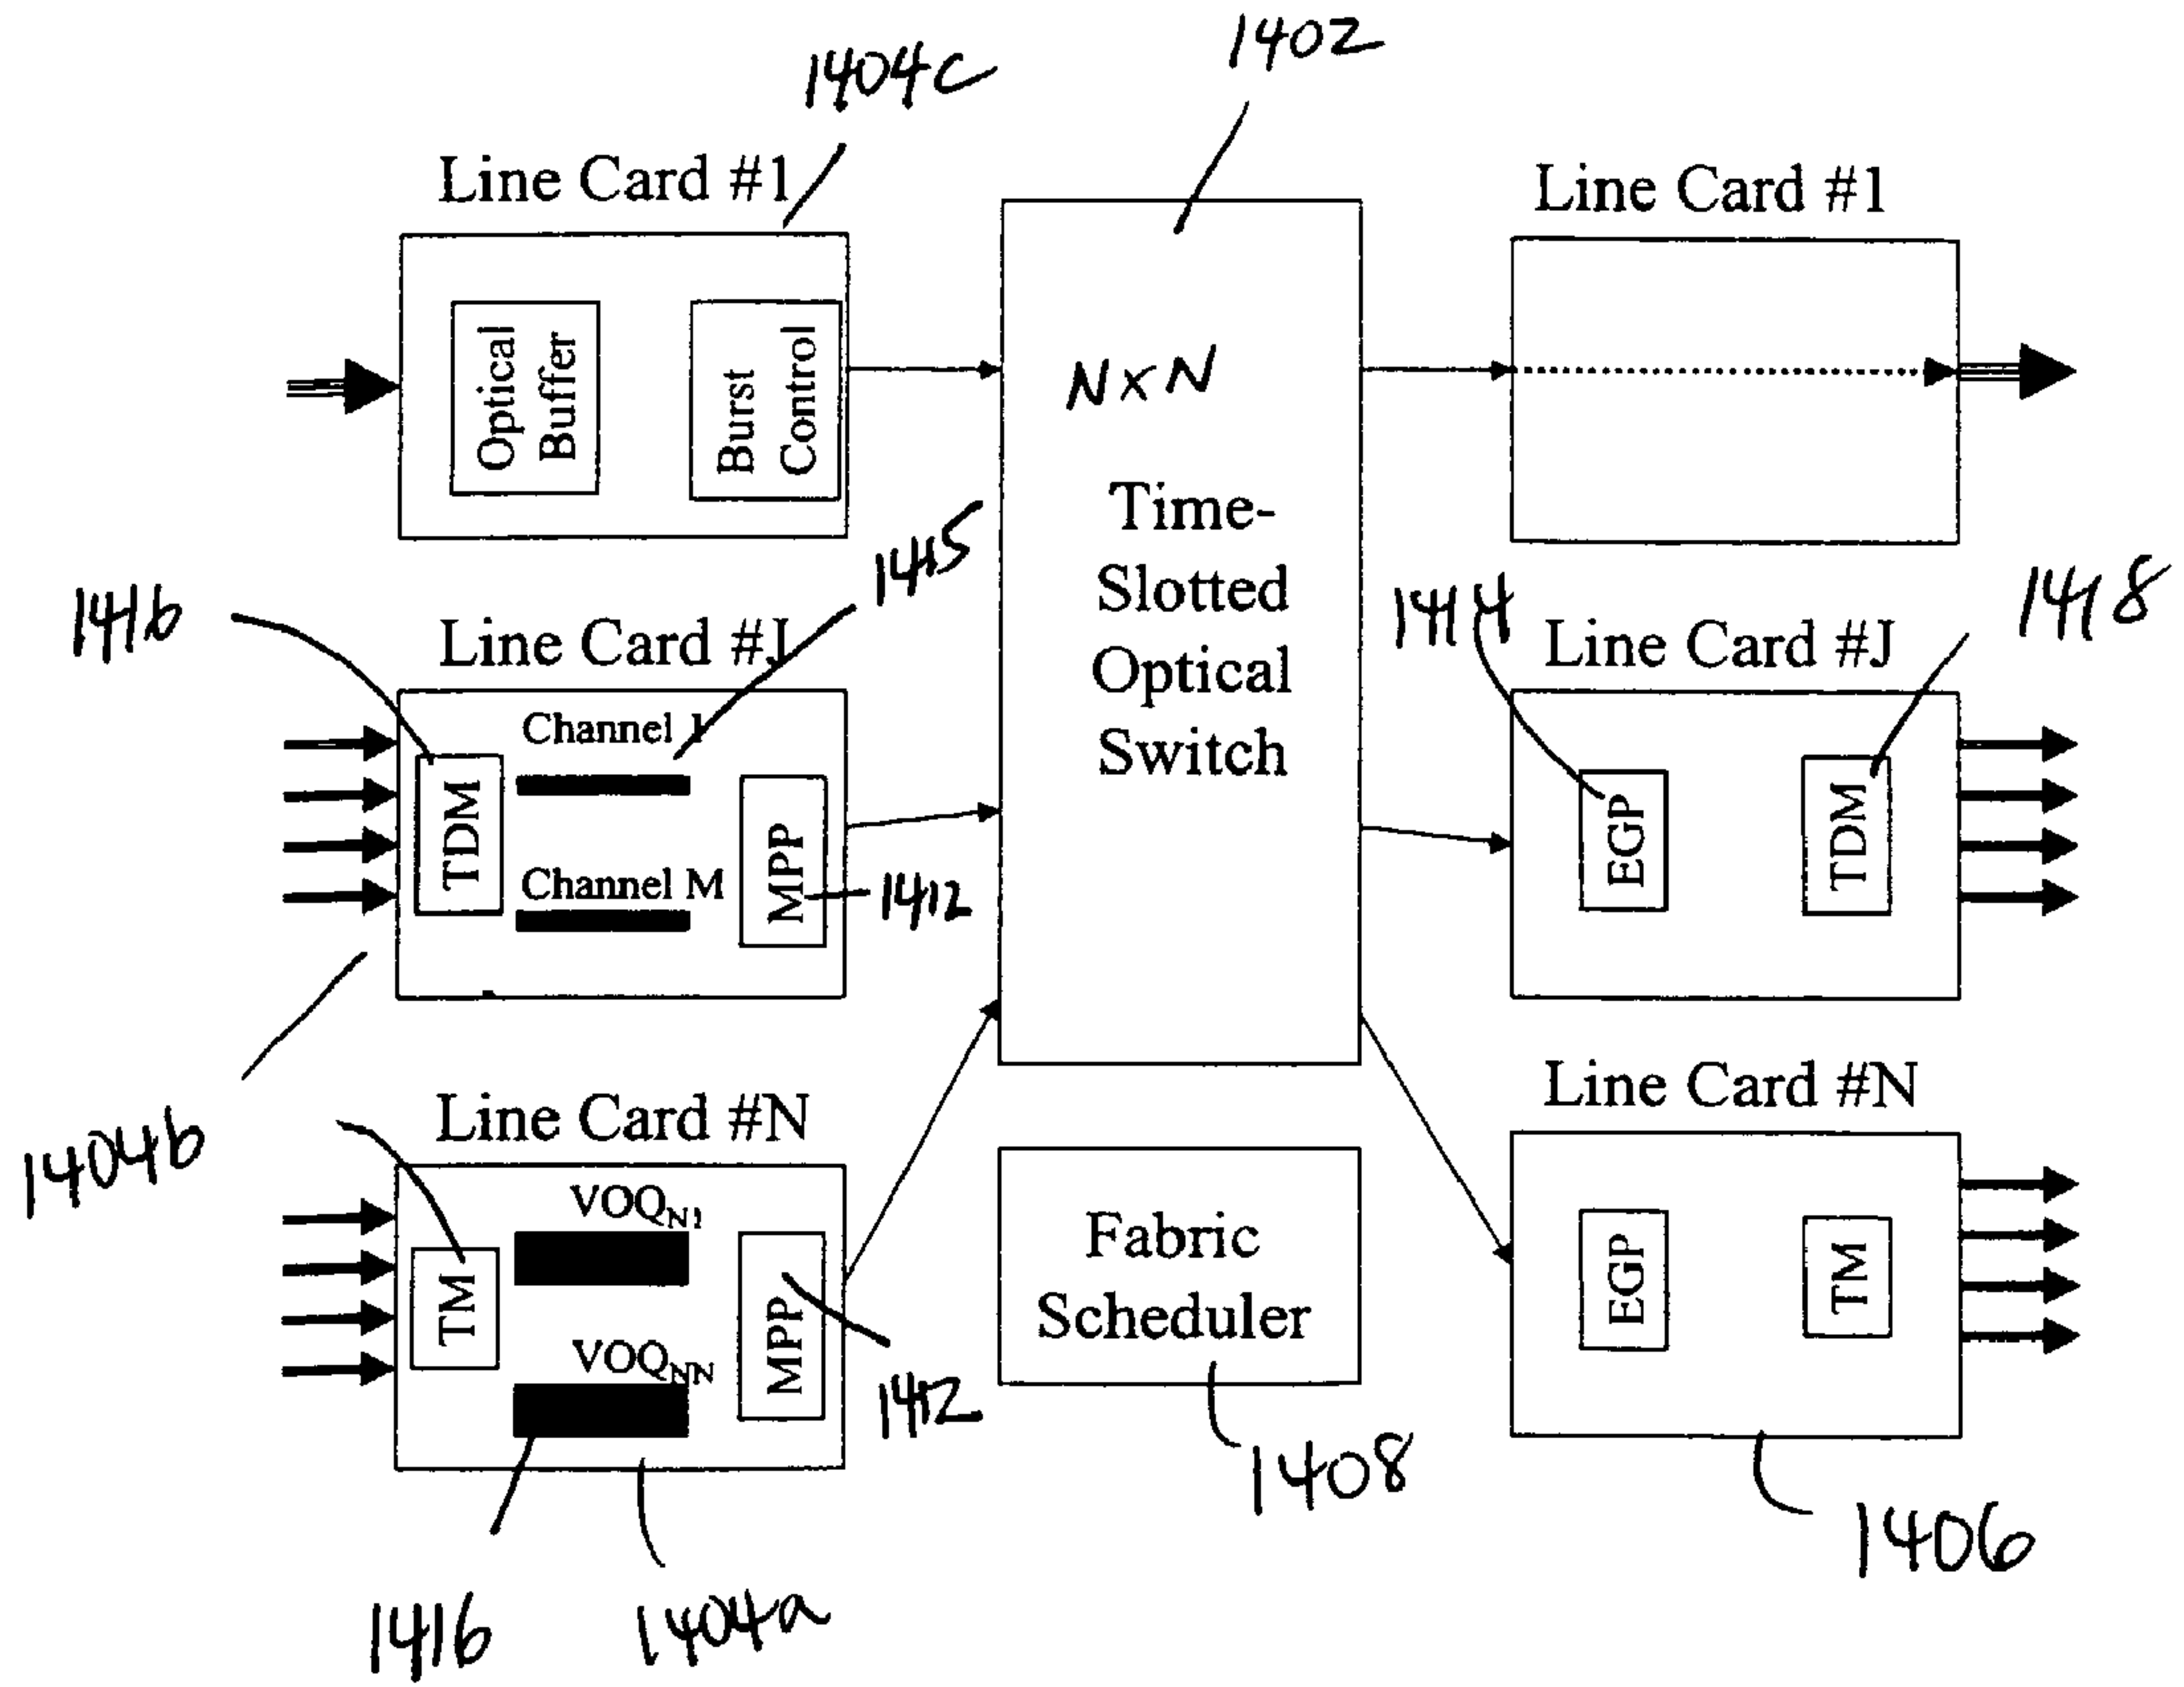 1402
1404c
Line Card #1
Line Card #1
Optical
Buffer
Burst
Control
N×N
Time-
Slotted
Optical
Switch
1416
1415
1414
1418
Line Card #J
Line Card #J
TDM
Channel 1
Channel M
MPP
1412
EGP
TDM
1404b
Line Card #N
Line Card #N
TM
VOQN1
VOQNN
MPP
1412
Fabric
Scheduler
EGP
TM
1408
1406
1416
1404a